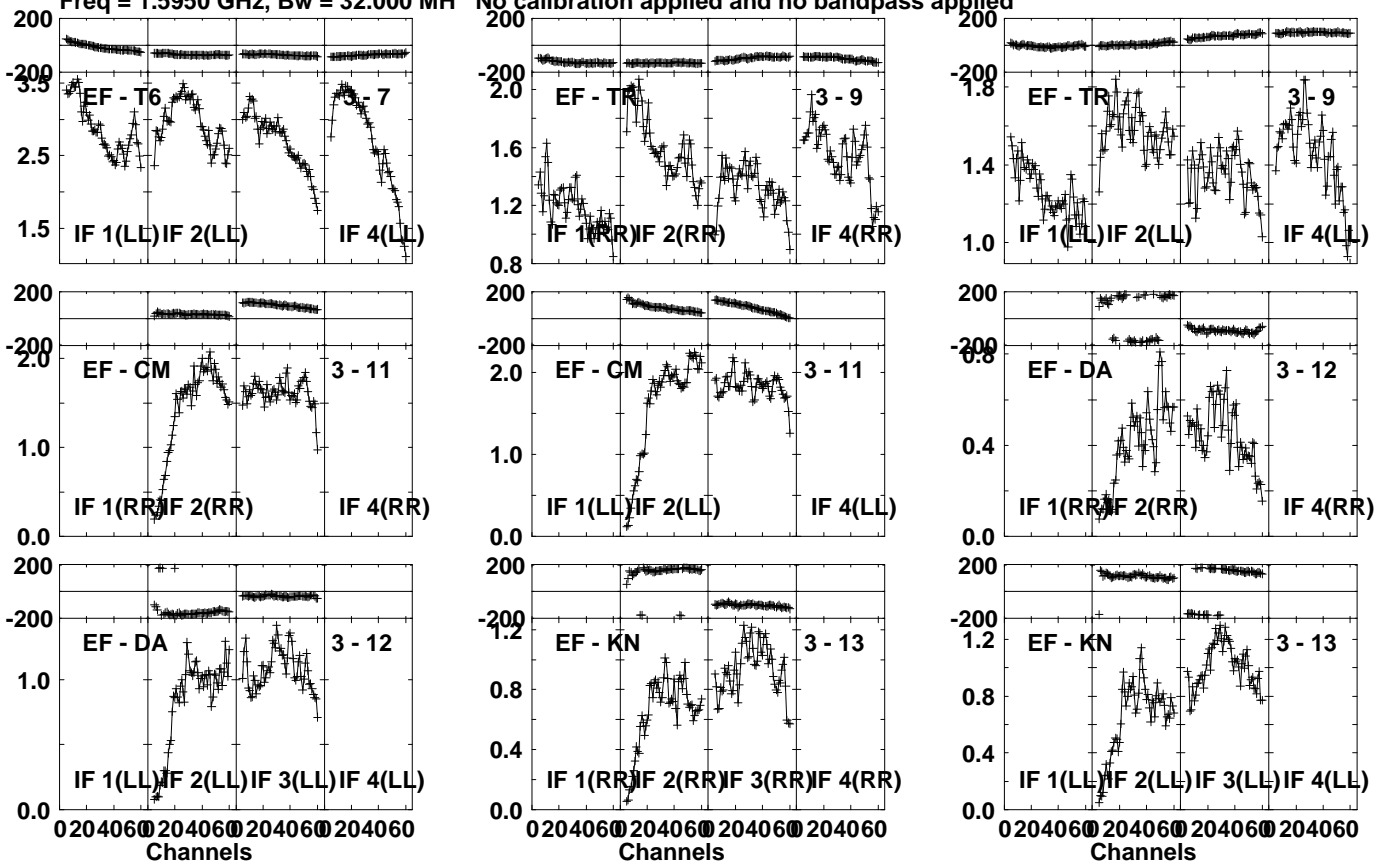 Freq = 1.5950 GHz, Bw = 32.000 MH No calibration applied and no bandpass applied
200 200 200
-200 -200 -200
3.5 EF - T6 3 - 7 2.0 EF - TR 3 - 9 1.8 EF - TR 3 - 9
2.5 1.6 1.4
1.5 1.2 1.0
IF 1(LL) IF 2(LL) IF 4(LL) IF 1(RR) IF 2(RR) IF 4(RR) IF 1(LL) IF 2(LL) IF 4(LL)
0.8
200 200 200
-200 -200 -200
2.0 EF - CM 3 - 11 2.0 EF - CM 3 - 11 0.8 EF - DA 3 - 12
1.0 1.0 0.4
IF 1(RR) IF 2(RR) IF 4(RR) IF 1(LL) IF 2(LL) IF 4(LL) IF 1(RR) IF 2(RR) IF 4(RR)
0.0 0.0 0.0
200 200 200
-200 -200 -200
EF - DA 3 - 12 1.2 EF - KN 3 - 13 1.2 EF - KN 3 - 13
1.0 0.8 0.8
0.4 0.4
IF 1(LL) IF 2(LL) IF 3(LL) IF 4(LL) IF 1(RR) IF 2(RR) IF 3(RR) IF 4(RR) IF 1(LL) IF 2(LL) IF 3(LL) IF 4(LL)
0.0 0.0 0.0
0 20 40 60 0 20 40 60 0 20 40 60 0 20 40 60 0 20 40 60 0 20 40 60 0 20 40 60 0 20 40 60 0 20 40 60 0 20 40 60 0 20 40 60 0 20 40 60
Channels Channels Channels